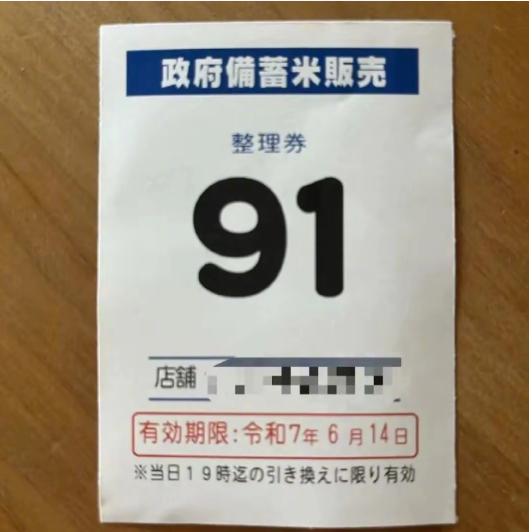 政府備蓄米販売
整理券
91
店舗
有効期限:令和7年6月14日
※当日19時迄の引き換えに限り有効